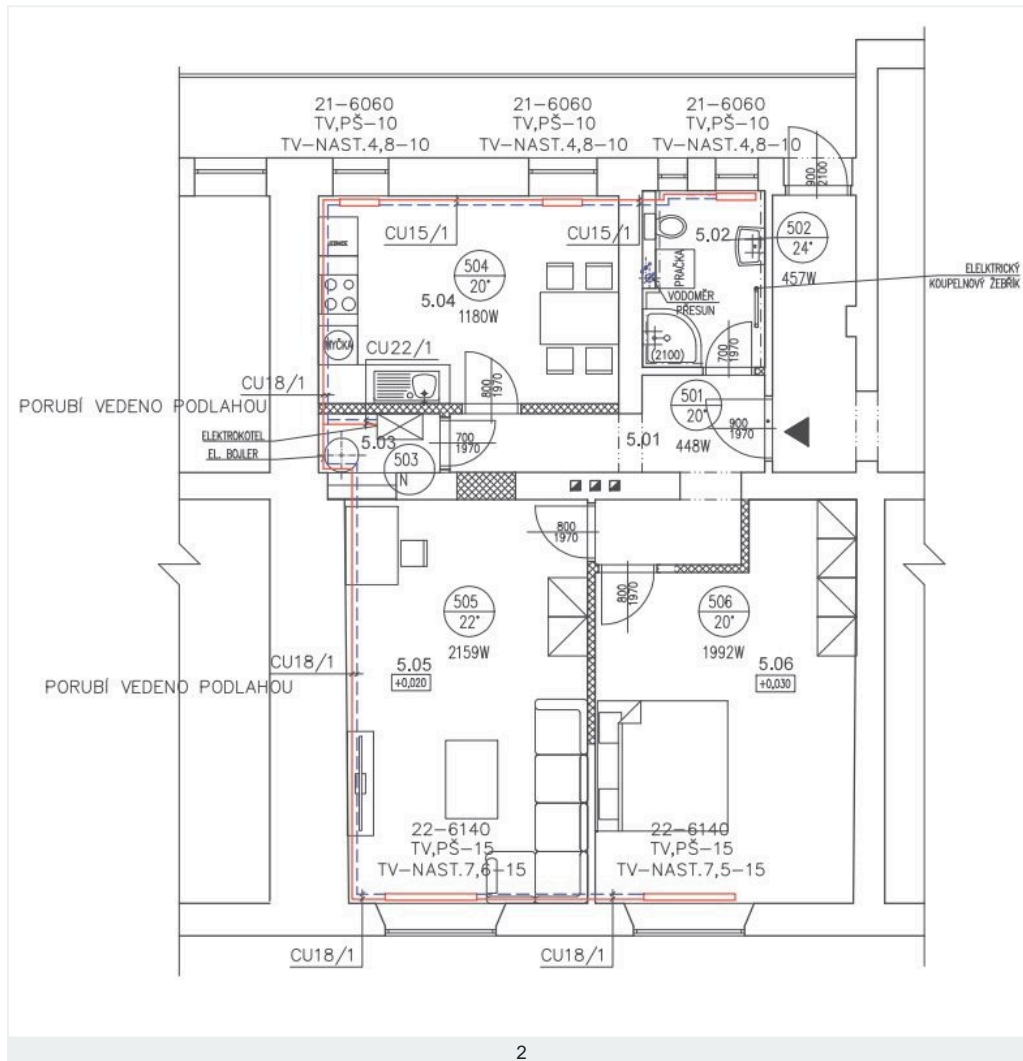 21-6060
TV,PŠ-10
TV-NAST.4,8-10
21-6060
TV,PŠ-10
TV-NAST.4,8-10
21-6060
TV,PŠ-10
TV-NAST.4,8-10
900
2100
CU15/1
CU15/1
5.02
502
24°
457W
ELELKTRICKÝ
KOUPELNOVÝ ŽEBŘÍK
504
20°
5.04
1180W
PRAČKA
VODOMĚR
PŘESUN
(2100)
700
1970
MYČKA
CU22/1
CU18/1
800
1970
PORUBÍ VEDENO PODLAHOU
501
20°
448W
900
1970
5.01
ELEKTROKOTEL
EL. BOJLER
5.03
503
N
700
1970
800
1970
800
1970
505
22°
2159W
506
20°
1992W
CU18/1
5.05
+0,020
5.06
+0,030
PORUBÍ VEDENO PODLAHOU
22-6140
TV,PŠ-15
TV-NAST.7,6-15
22-6140
TV,PŠ-15
TV-NAST.7,5-15
CU18/1
CU18/1
2